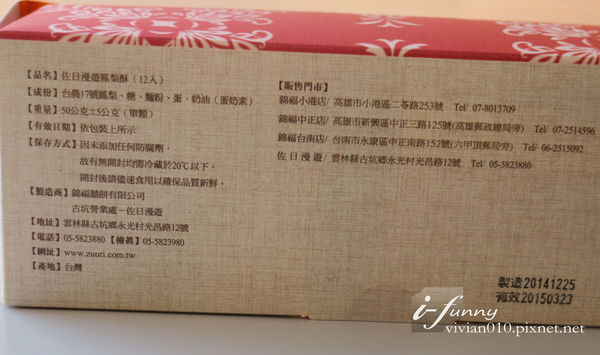 【品名】佐日漫遊鳳梨酥（12入）
【成份】台農17號鳳梨、糖、麵粉、蛋、奶油（蛋奶素）
【重量】50公克±5公克（單顆）
【有效日期】依包裝上所示
【保存方式】因未添加任何防腐劑，
故有無開封均需冷藏於20℃以下，
開封後請儘速食用以確保品質新鮮。
【製造商】錦福囍餅有限公司
古坑營業處－佐日漫遊
【地址】雲林縣古坑鄉永光村光昌路12號
【電話】05-5823880【傳真】05-5823980
【網址】www.zuori.com.tw
【產地】台灣
【販售門市】
錦福小港店/ 高雄市小港區二苓路253號 Tel/ 07-8013709
錦福中正店/ 高雄市新興區中正三路125號(高雄郵政總局旁) Tel/ 07-2514596
錦福台南店/ 台南市永康區中正南路152號(六甲頂郵局旁) Tel/ 06-2515092
佐日漫遊/ 雲林縣古坑鄉永光村光昌路12號 Tel/ 05-5823880
製造20141225
有效20150323
i-funny
vivian010.pixnet.net